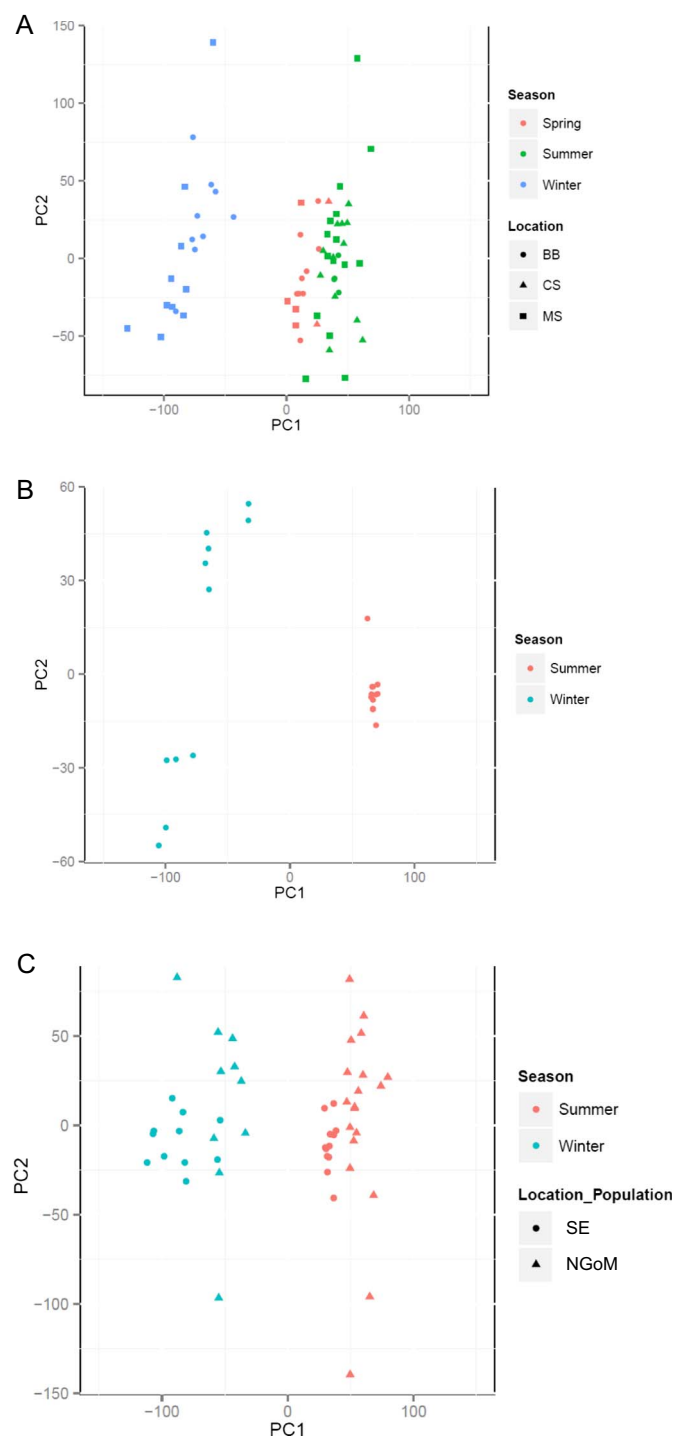 A
150
100
50
0
−50
PC2
−100
0
100
PC1
Season
Spring
Summer
Winter
Location
BB
CS
MS
B
60
30
0
−30
−60
PC2
−100
0
100
PC1
Season
Summer
Winter
C
50
0
−50
−100
−150
PC2
−100
0
100
PC1
Season
Summer
Winter
Location_Population
SE
NGoM